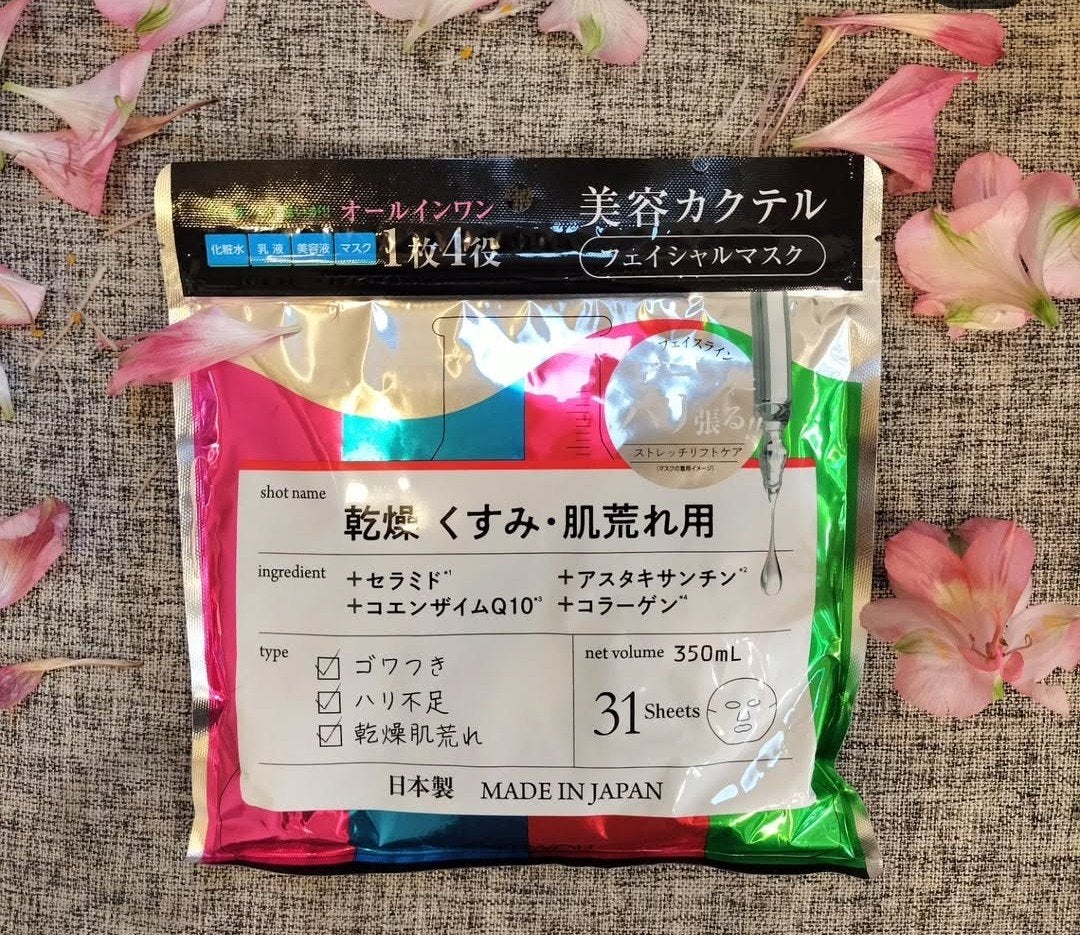 オールインワン
化粧水 乳液 美容液 マスク
1枚4役
美容カクテル
フェイシャルマスク
フェイスライン
ハリ張る!!
ストレッチリフトケア
(マスクの着用イメージ)
shot name
乾燥 くすみ・肌荒れ用
ingredient
+セラミド*1 +アスタキサンチン*2
+コエンザイムQ10*3 +コラーゲン*4
type
ゴワつき
ハリ不足
乾燥肌荒れ
net volume 350mL
31 Sheets
日本製 MADE IN JAPAN